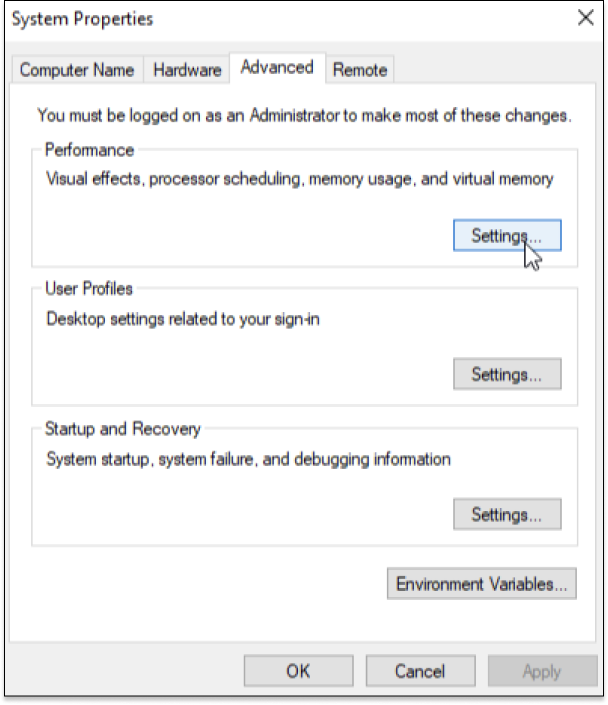 System Properties
Computer Name Hardware Advanced Remote
You must be logged on as an Administrator to make most of these changes.
Performance
Visual effects, processor scheduling, memory usage, and virtual memory
Settings...
User Profiles
Desktop settings related to your sign-in
Settings...
Startup and Recovery
System startup, system failure, and debugging information
Settings...
Environment Variables...
OK Cancel Apply